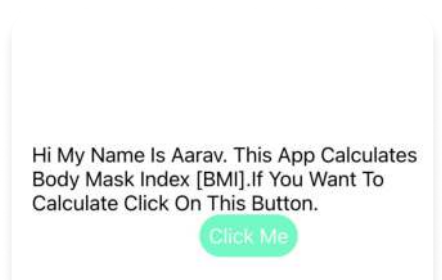 Hi My Name Is Aarav. This App Calculates
Body Mask Index [BMI].If You Want To
Calculate Click On This Button.
Click Me